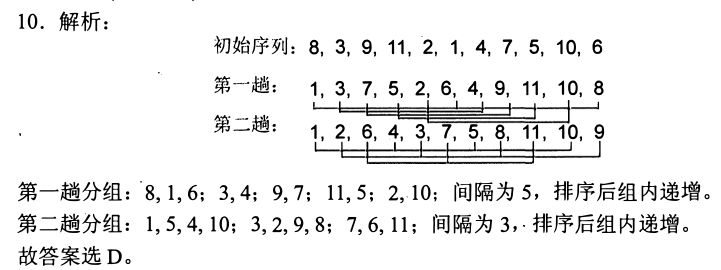 10．解析：
初始序列：8, 3, 9, 11, 2, 1, 4, 7, 5, 10, 6
第一趟： 1, 3, 7, 5, 2, 6, 4, 9, 11, 10, 8
第二趟： 1, 2, 6, 4, 3, 7, 5, 8, 11, 10, 9
第一趟分组：8, 1, 6；3, 4；9, 7；11, 5；2, 10；间隔为 5，排序后组内递增。
第二趟分组：1, 5, 4, 10；3, 2, 9, 8；7, 6, 11；间隔为 3，排序后组内递增。
故答案选 D。